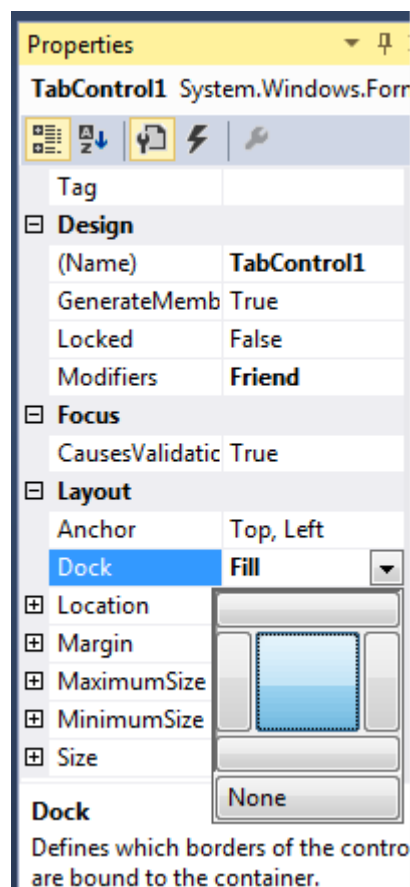 Properties
TabControl1 System.Windows.Forr
Tag
Design
(Name) TabControl1
GenerateMemb True
Locked False
Modifiers Friend
Focus
CausesValidatic True
Layout
Anchor Top, Left
Dock Fill
Location
Margin
MaximumSize
MinimumSize
Size
None
Dock
Defines which borders of the contro
are bound to the container.